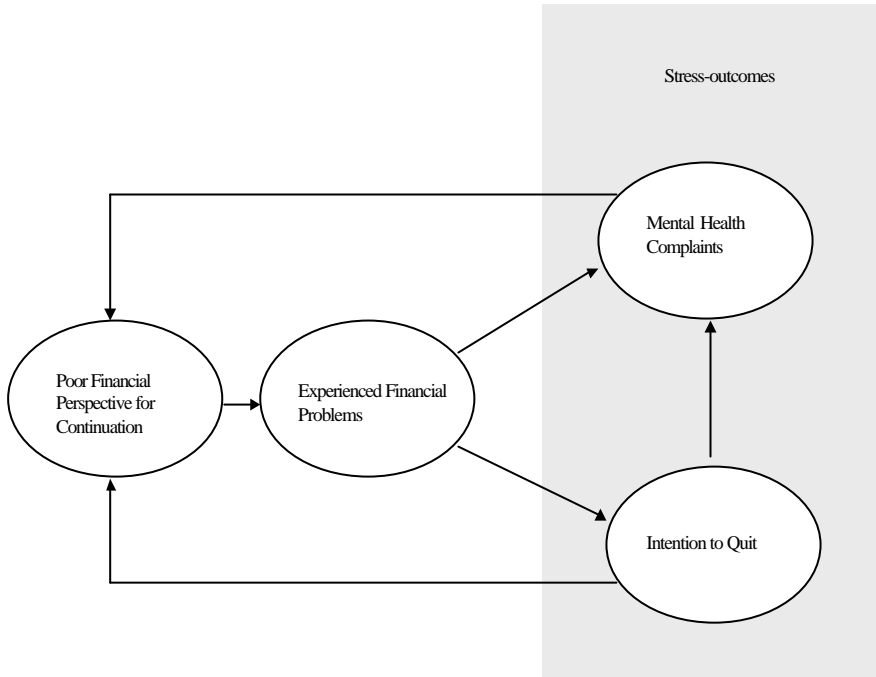 Stress-outcomes
Mental Health
Complaints
Poor Financial
Perspective for
Continuation
Experienced Financial
Problems
Intention to Quit